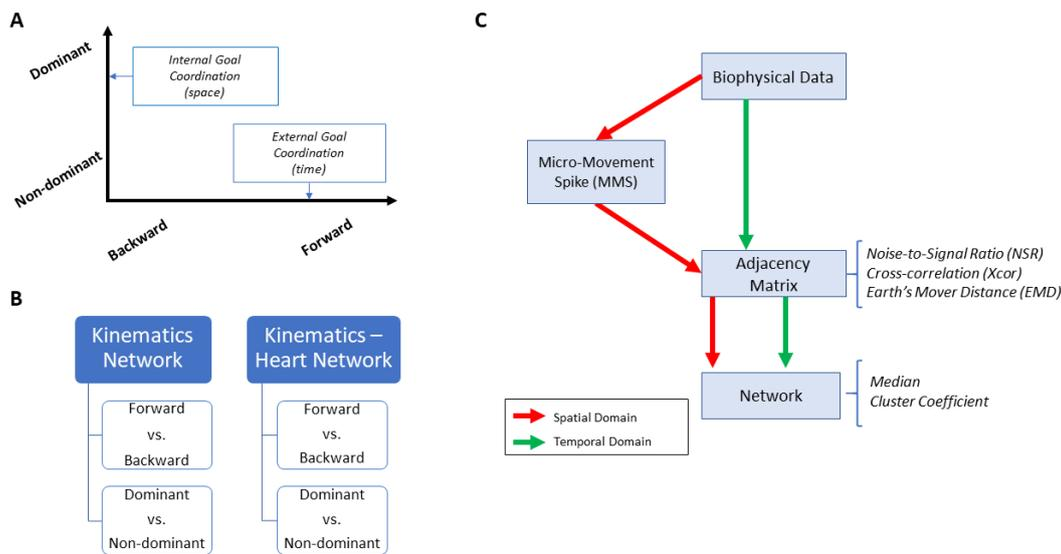 A
Dominant
Non-dominant
Internal Goal
Coordination
(space)
External Goal
Coordination
(time)
Backward
Forward
B
Kinematics
Network
Forward
vs.
Backward
Dominant
vs.
Non-dominant
Kinematics –
Heart Network
Forward
vs.
Backward
Dominant
vs.
Non-dominant
C
Biophysical Data
Micro-Movement
Spike (MMS)
Adjacency
Matrix
Noise-to-Signal Ratio (NSR)
Cross-correlation (Xcor)
Earth's Mover Distance (EMD)
Network
Median
Cluster Coefficient
Spatial Domain
Temporal Domain